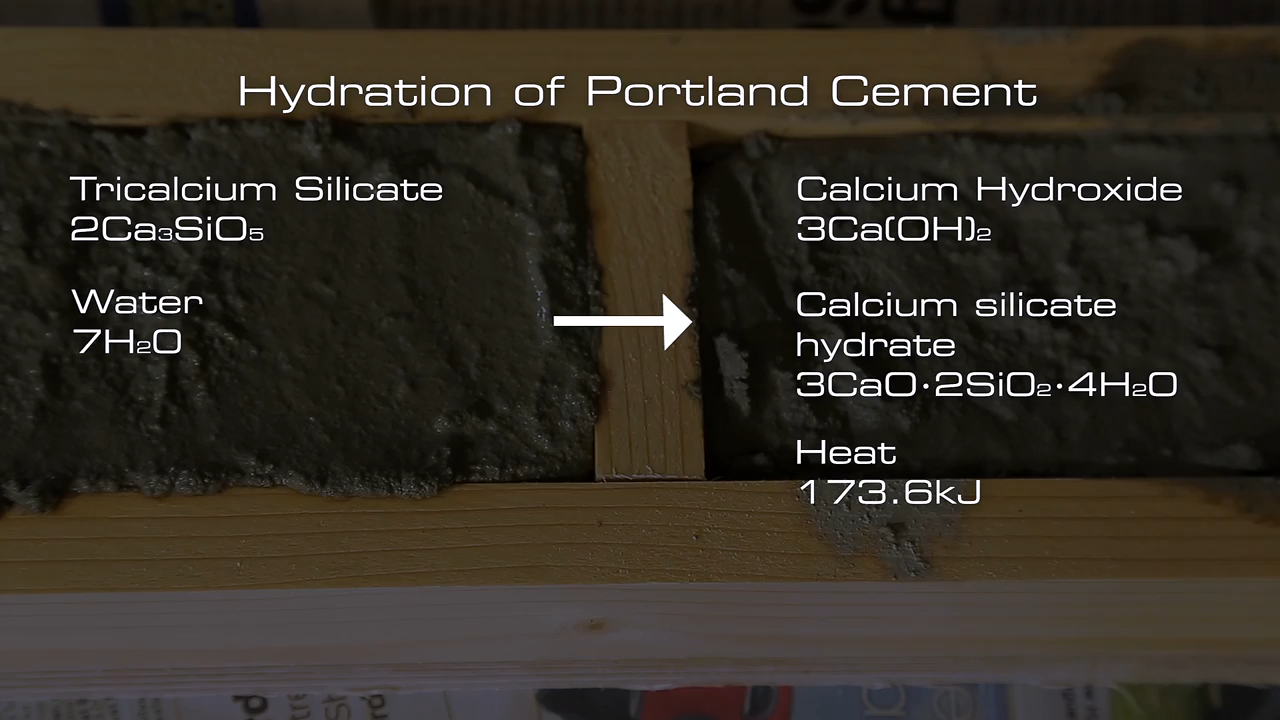 Hydration of Portland Cement
Tricalcium Silicate
2Ca₃SiO₅
Water
7H₂O
Calcium Hydroxide
3Ca(OH)₂
Calcium silicate
hydrate
3CaO·2SiO₂·4H₂O
Heat
173.6kJ